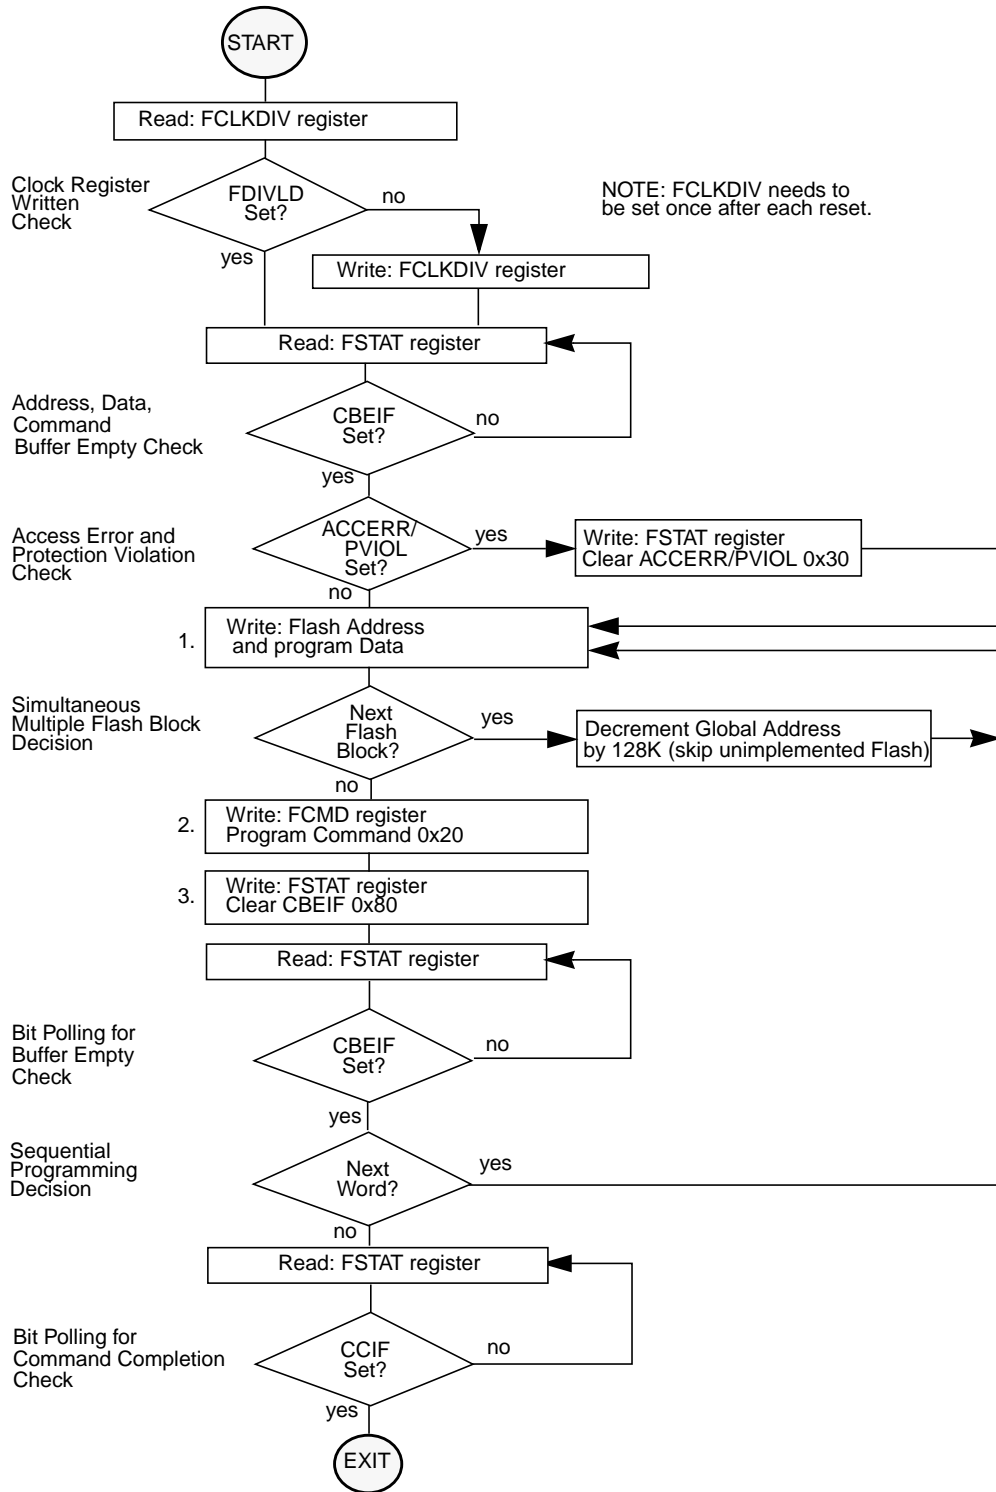 START
Read: FCLKDIV register
Clock Register
Written
Check
FDIVLD
Set?
no
yes
NOTE: FCLKDIV needs to
be set once after each reset.
Write: FCLKDIV register
Read: FSTAT register
Address, Data,
Command
Buffer Empty Check
CBEIF
Set?
no
yes
Access Error and
Protection Violation
Check
ACCERR/
PVIOL
Set?
yes
no
Write: FSTAT register
Clear ACCERR/PVIOL 0x30
1.
Write: Flash Address
and program Data
Simultaneous
Multiple Flash Block
Decision
Next
Flash
Block?
yes
no
Decrement Global Address
by 128K (skip unimplemented Flash)
2.
Write: FCMD register
Program Command 0x20
3.
Write: FSTAT register
Clear CBEIF 0x80
Read: FSTAT register
Bit Polling for
Buffer Empty
Check
CBEIF
Set?
no
yes
Sequential
Programming
Decision
Next
Word?
yes
no
Read: FSTAT register
Bit Polling for
Command Completion
Check
CCIF
Set?
no
yes
EXIT